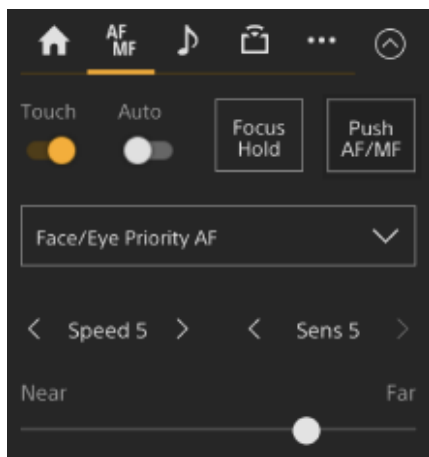 AF
MF
Touch
Auto
Focus
Hold
Push
AF/MF
Face/Eye Priority AF
Speed 5
Sens 5
Near
Far